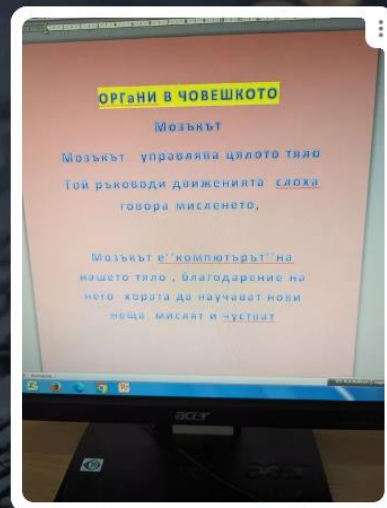 ОРГаНИ В ЧОВЕШКОТО
Мозъкът
Мозъкът управлява цялото тяло
Той ръководи движенията слоха
говора мисленето,
Мозъкът е''компютърът''на
нашето тяло , благодарение на
него хората да научават нови
неща мислят и чустват
acer